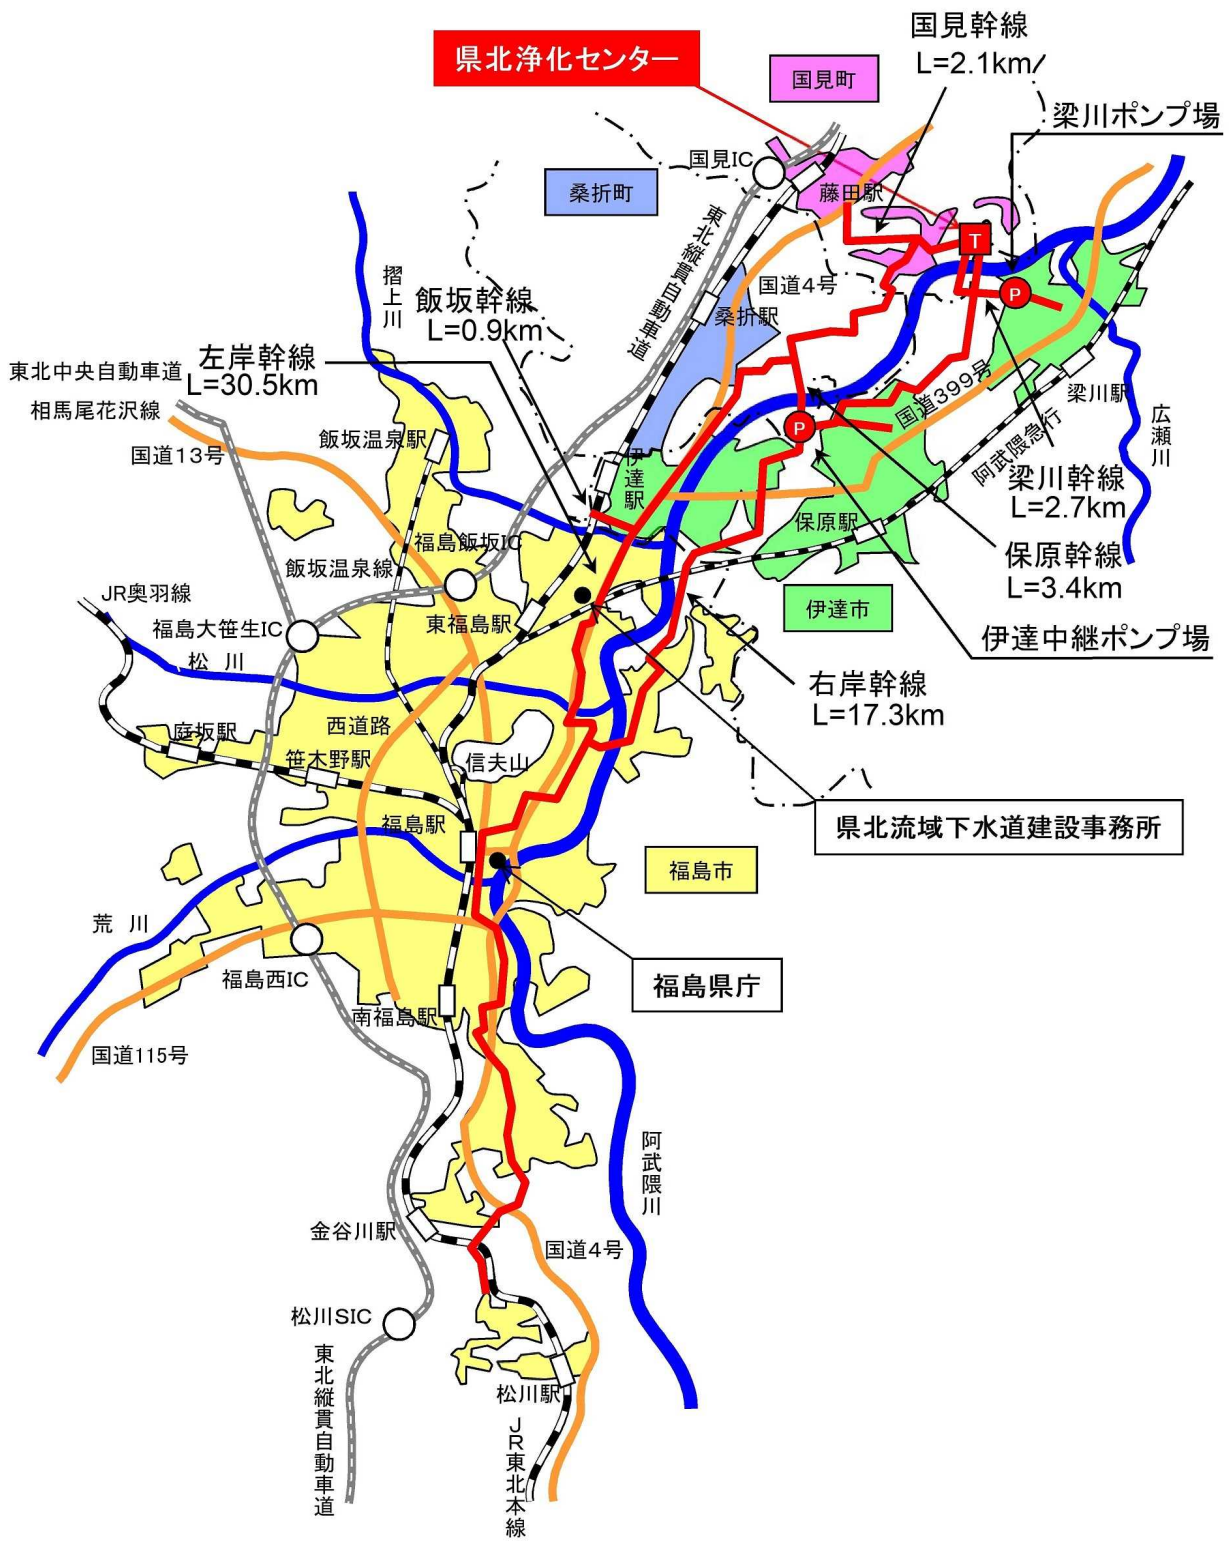 国見幹線
L=2.1km
県北浄化センター
国見町
梁川ポンプ場
国見IC
桑折町
藤田駅
T
東北縦貫自動車道
摺上川
国道4号
P
飯坂幹線
L=0.9km
桑折駅
左岸幹線
L=30.5km
東北中央自動車道
相馬尾花沢線
国道399号
梁川駅
広瀬川
国道13号
飯坂温泉駅
P
阿武隈急行
伊達駅
梁川幹線
L=2.7km
保原駅
福島飯坂IC
飯坂温泉線
保原幹線
L=3.4km
JR奥羽線
伊達市
福島大笹生IC
東福島駅
伊達中継ポンプ場
松川
右岸幹線
L=17.3km
西道路
庭坂駅
笹木野駅
信夫山
福島駅
県北流域下水道建設事務所
福島市
荒川
福島西IC
福島県庁
南福島駅
国道115号
阿武隈川
金谷川駅
国道4号
松川SIC
東北縦貫自動車道
松川駅
JR東北本線